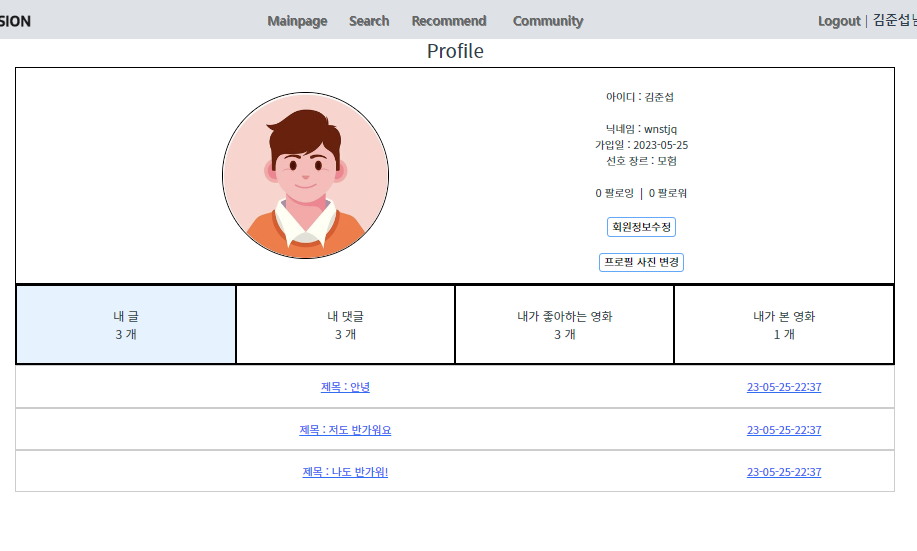 SION Mainpage Search Recommend Community Logout | 김준섭님
Profile
아이디 : 김준섭
닉네임 : wnstjq
가입일 : 2023-05-25
선호 장르 : 모험
0 팔로잉 | 0 팔로워
회원정보수정
프로필 사진 변경
내 글 내 댓글 내가 좋아하는 영화 내가 본 영화
3 개 3 개 3 개 1 개
제목 : 안녕 23-05-25-22:37
제목 : 저도 반가워요 23-05-25-22:37
제목 : 나도 반가워! 23-05-25-22:37